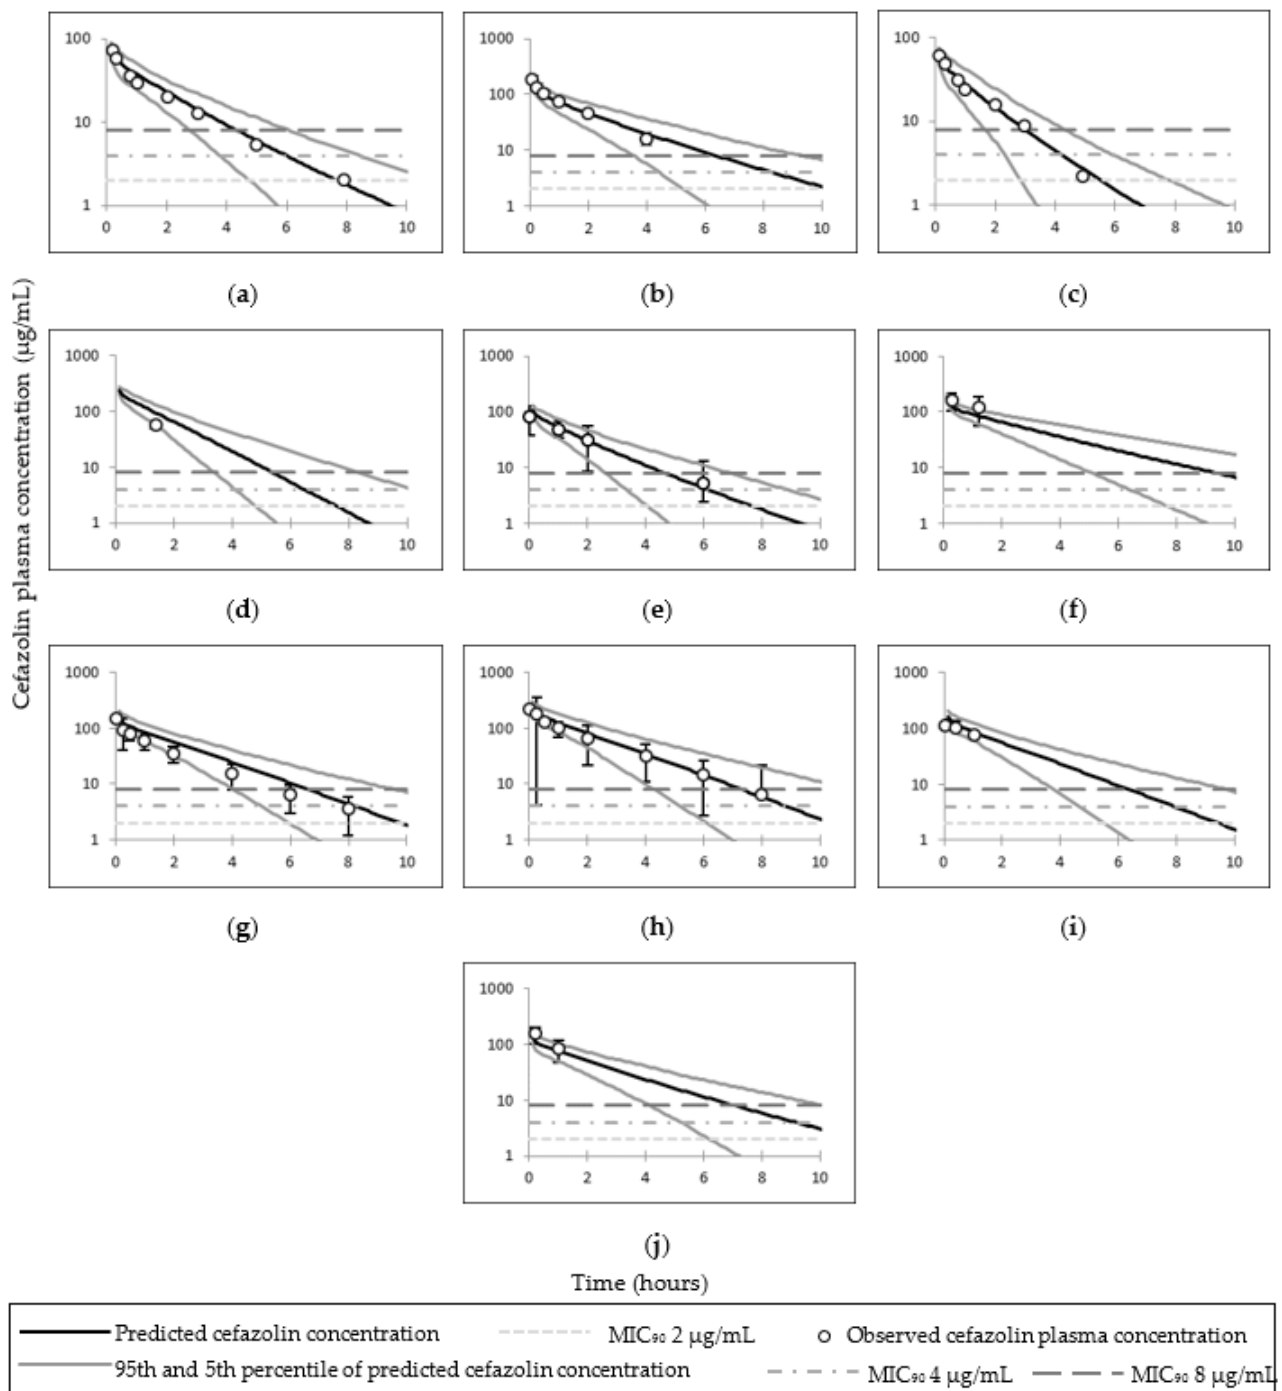 100
10
1
0 2 4 6 8 10
(a)
1000
100
10
1
0 2 4 6 8 10
(b)
100
10
1
0 2 4 6 8 10
(c)
Cefazolin plasma concentration (µg/mL)
1000
100
10
1
0 2 4 6 8 10
(d)
1000
100
10
1
0 2 4 6 8 10
(e)
1000
100
10
1
0 2 4 6 8 10
(f)
1000
100
10
1
0 2 4 6 8 10
(g)
1000
100
10
1
0 2 4 6 8 10
(h)
1000
100
10
1
0 2 4 6 8 10
(i)
1000
100
10
1
0 2 4 6 8 10
(j)
Time (hours)
Predicted cefazolin concentration MIC₉₀ 2 µg/mL Observed cefazolin plasma concentration
95th and 5th percentile of predicted cefazolin concentration MIC₉₀ 4 µg/mL MIC₉₀ 8 µg/mL